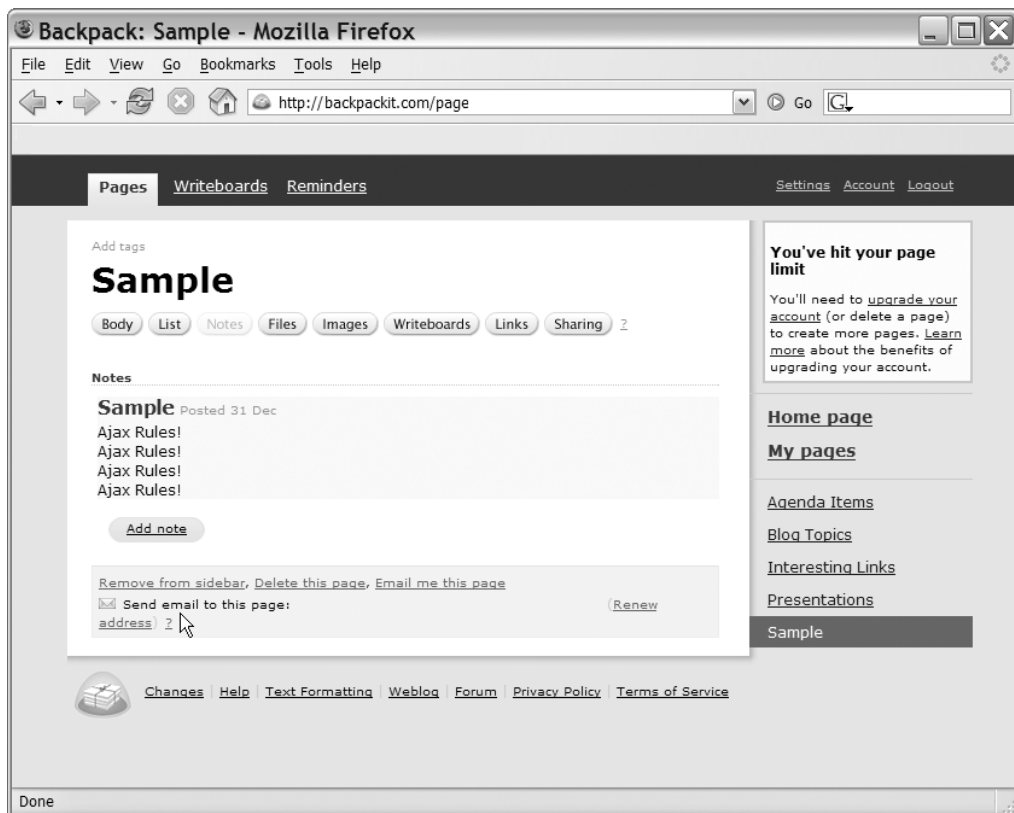 Backpack: Sample - Mozilla Firefox
File Edit View Go Bookmarks Tools Help
http://backpackit.com/page Go G
Pages Writeboards Reminders
Settings Account Logout
Add tags
Sample
Body List Notes Files Images Writeboards Links Sharing ?
Notes
Sample Posted 31 Dec
Ajax Rules!
Ajax Rules!
Ajax Rules!
Ajax Rules!
Add note
Remove from sidebar, Delete this page, Email me this page
Send email to this page: (Renew
address) ?
You've hit your page
limit
You'll need to upgrade your
account (or delete a page)
to create more pages. Learn
more about the benefits of
upgrading your account.
Home page
My pages
Agenda Items
Blog Topics
Interesting Links
Presentations
Sample
Changes | Help | Text Formatting | Weblog | Forum | Privacy Policy | Terms of Service
Done